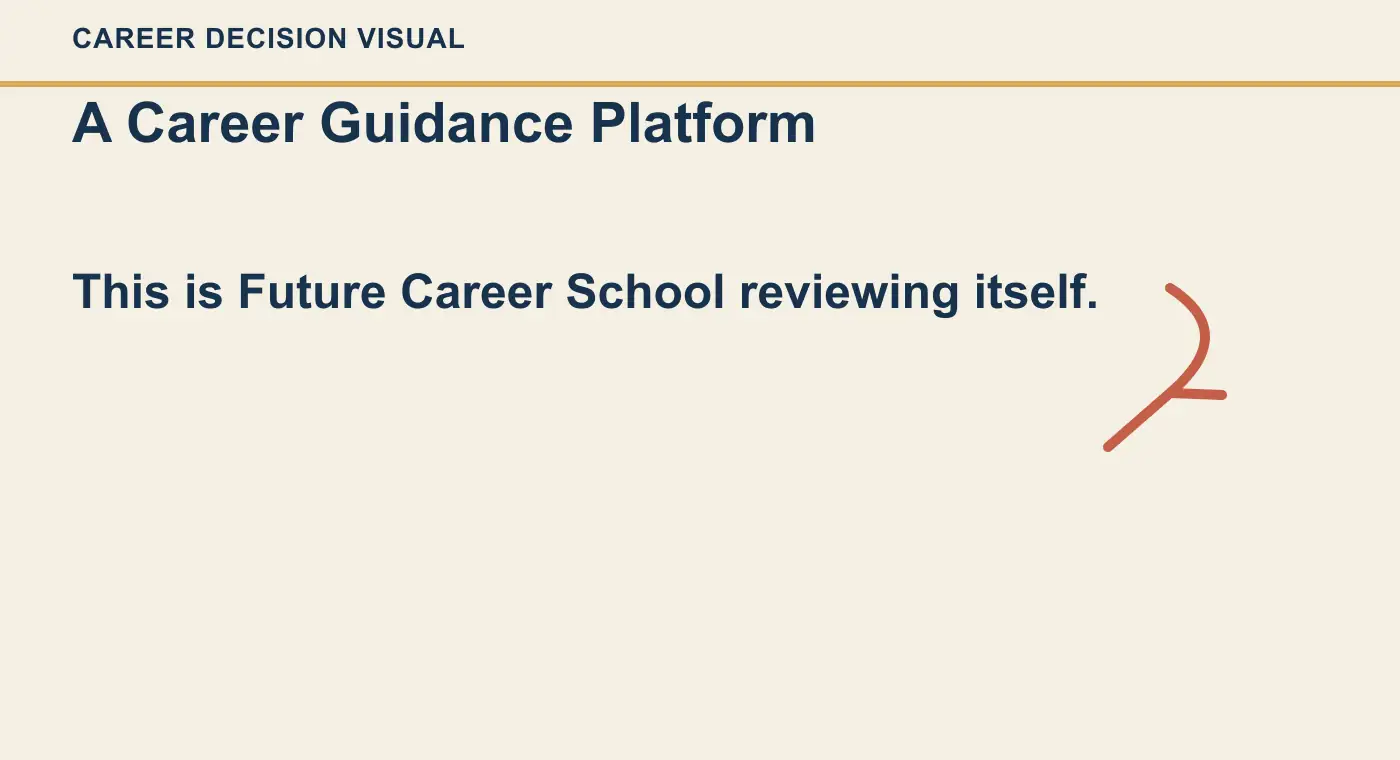 CAREER DECISION VISUAL
A Career Guidance Platform
This is Future Career School reviewing itself.